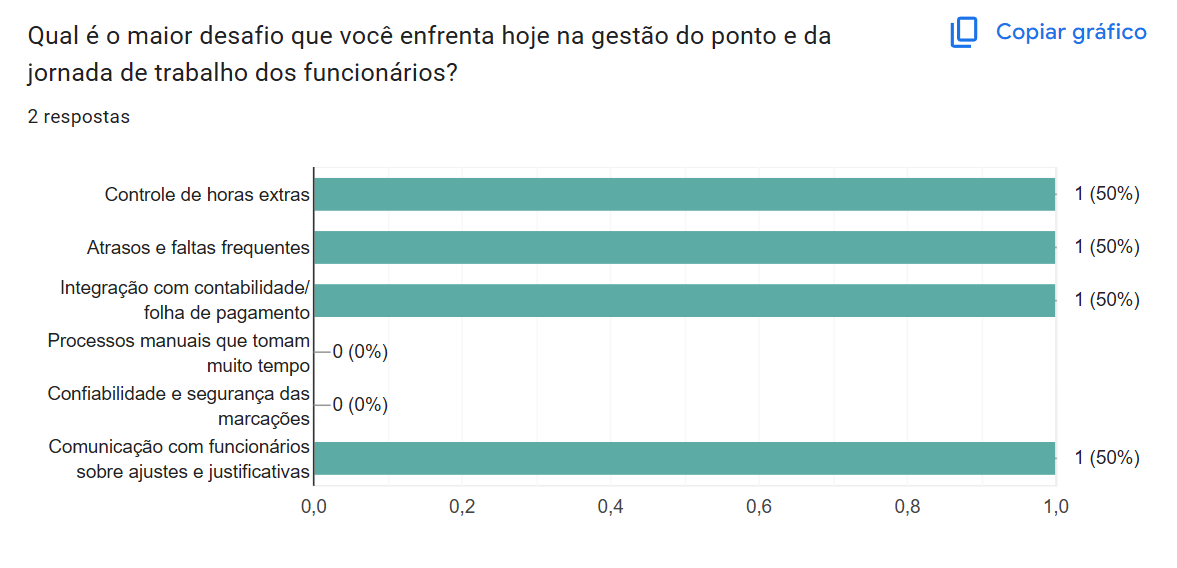 Qual é o maior desafio que você enfrenta hoje na gestão do ponto e da
jornada de trabalho dos funcionários?
Copiar gráfico
2 respostas
Controle de horas extras
1 (50%)
Atrasos e faltas frequentes
1 (50%)
Integração com contabilidade/
folha de pagamento
1 (50%)
Processos manuais que tomam
muito tempo
0 (0%)
Confiabilidade e segurança das
marcações
0 (0%)
Comunicação com funcionários
sobre ajustes e justificativas
1 (50%)
0,0 0,2 0,4 0,6 0,8 1,0